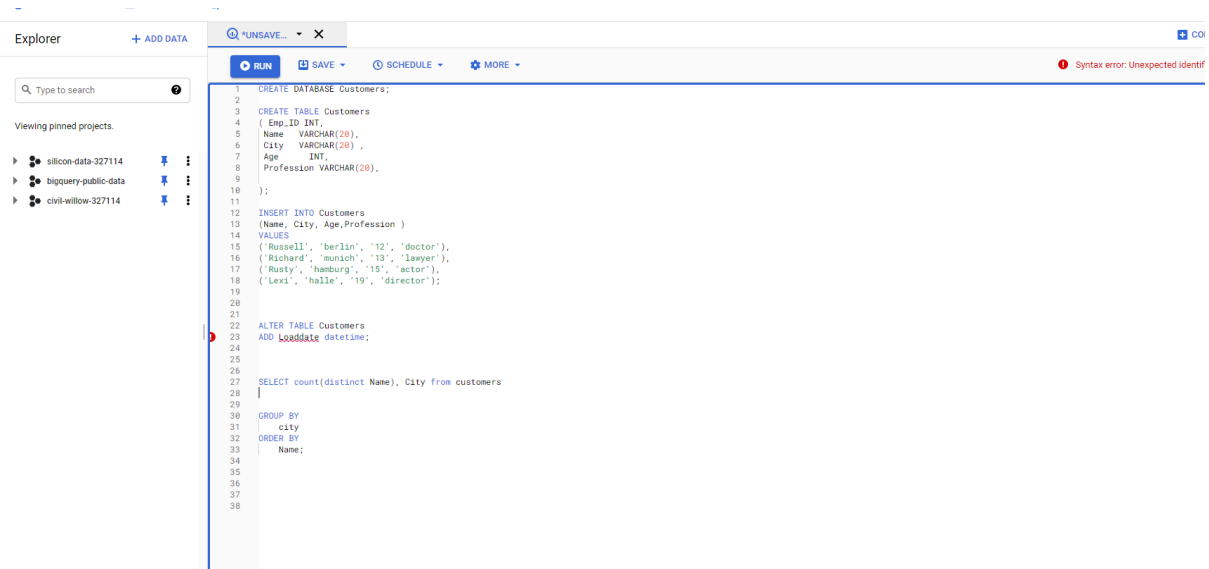 Explorer
+ ADD DATA
*UNSAVE...
RUN
SAVE
SCHEDULE
MORE
Syntax error: Unexpected identif
Type to search
Viewing pinned projects.
silicon-data-327114
bigquery-public-data
civil-willow-327114
1 CREATE DATABASE Customers;
2
3 CREATE TABLE Customers
4 ( Emp_ID INT,
5 Name VARCHAR(20),
6 City VARCHAR(20) ,
7 Age INT,
8 Profession VARCHAR(20),
9
10 );
11
12 INSERT INTO Customers
13 (Name, City, Age,Profession )
14 VALUES
15 ('Russell', 'berlin', '12', 'doctor'),
16 ('Richard', 'munich', '13', 'lawyer'),
17 ('Rusty', 'hamburg', '15', 'actor'),
18 ('Lexi', 'halle', '19', 'director');
19
20
21
22 ALTER TABLE Customers
23 ADD Loaddate datetime;
24
25
26
27 SELECT count(distinct Name), City from customers
28
29
30 GROUP BY
31 city
32 ORDER BY
33 Name;
34
35
36
37
38
CO